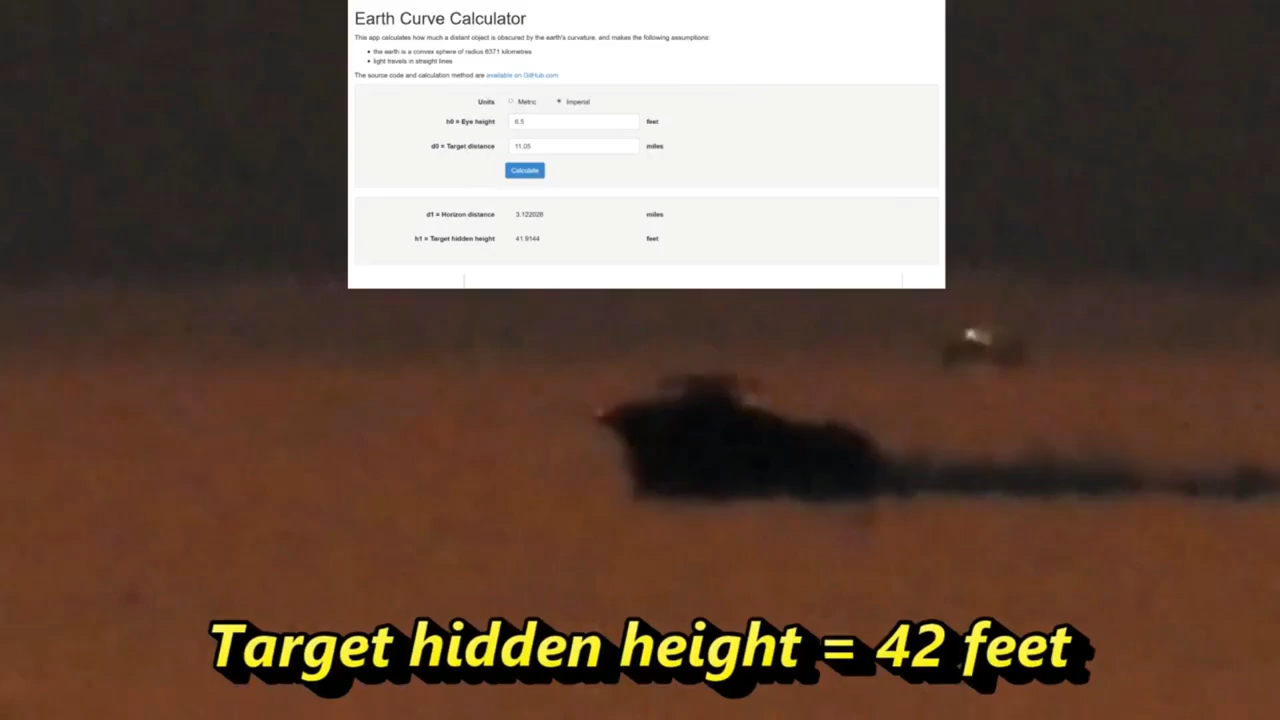 Earth Curve Calculator
This app calculates how much a distant object is obscured by the earth's curvature, and makes the following assumptions:
the earth is a convex sphere of radius 6371 kilometres
light travels in straight lines
The source code and calculation method are available on GitHub.com
Units Metric Imperial
h0 = Eye height 6.5 feet
d0 = Target distance 11.05 miles
Calculate
d1 = Horizon distance 3.122028 miles
h1 = Target hidden height 41.9144 feet
Target hidden height = 42 feet